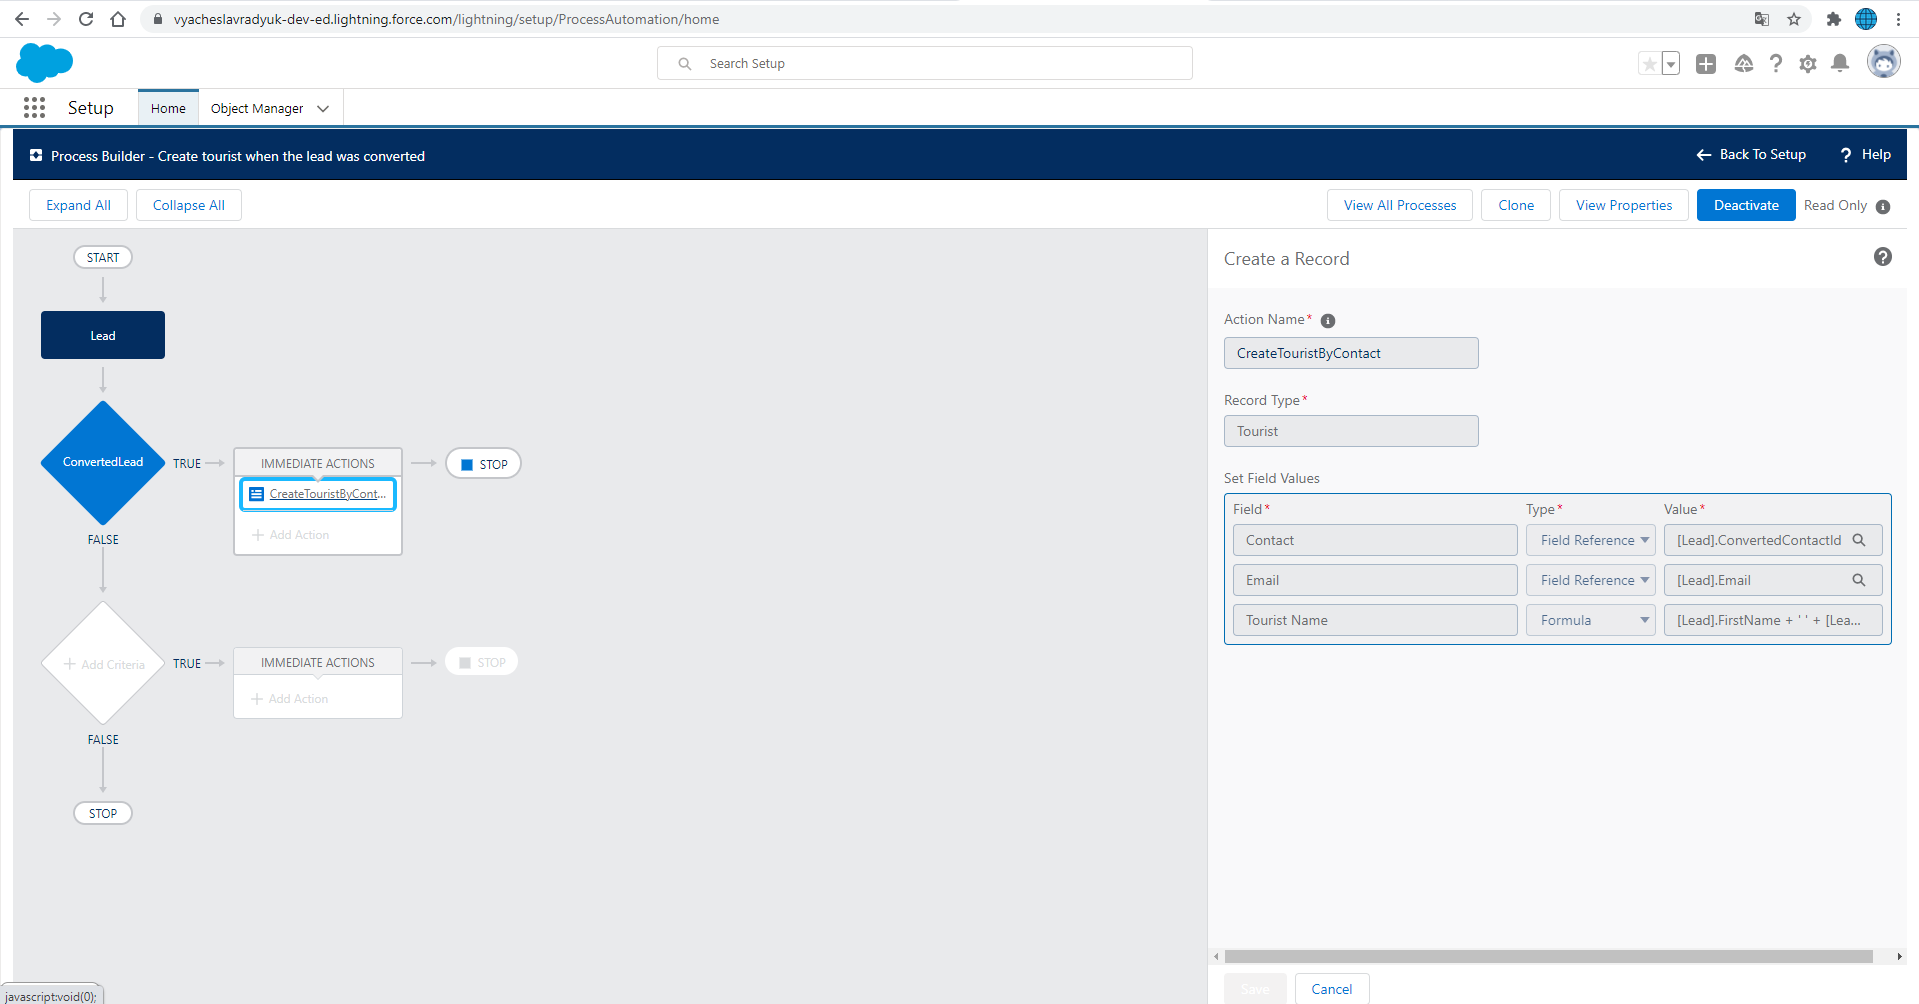 vyacheslavradyuk-dev-ed.lightning.force.com/lightning/setup/ProcessAutomation/home
Search Setup
Setup
Home
Object Manager
Process Builder - Create tourist when the lead was converted
Back To Setup
? Help
Expand All
Collapse All
View All Processes
Clone
View Properties
Deactivate
Read Only
START
Lead
ConvertedLead
TRUE
IMMEDIATE ACTIONS
STOP
CreateTouristByCont...
+ Add Action
FALSE
+ Add Criteria
TRUE
IMMEDIATE ACTIONS
STOP
+ Add Action
FALSE
STOP
Create a Record
Action Name*
CreateTouristByContact
Record Type*
Tourist
Set Field Values
Field* Type* Value*
Contact Field Reference [Lead].ConvertedContactId
Email Field Reference [Lead].Email
Tourist Name Formula [Lead].FirstName + ' ' + [Lea...
Save
Cancel
javascript:void(0);